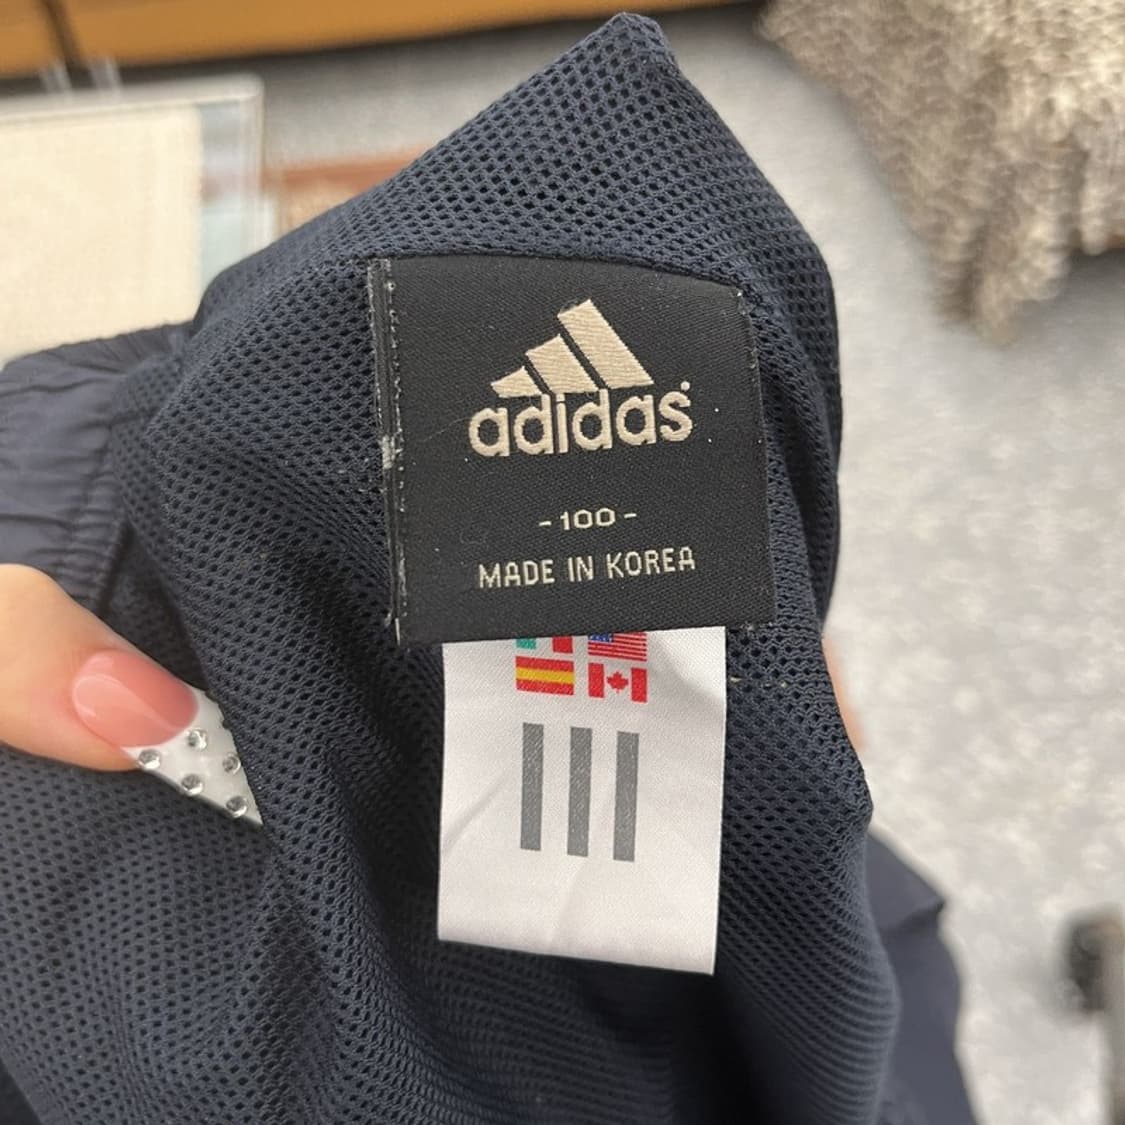 adidas
- 100 -
MADE IN KOREA